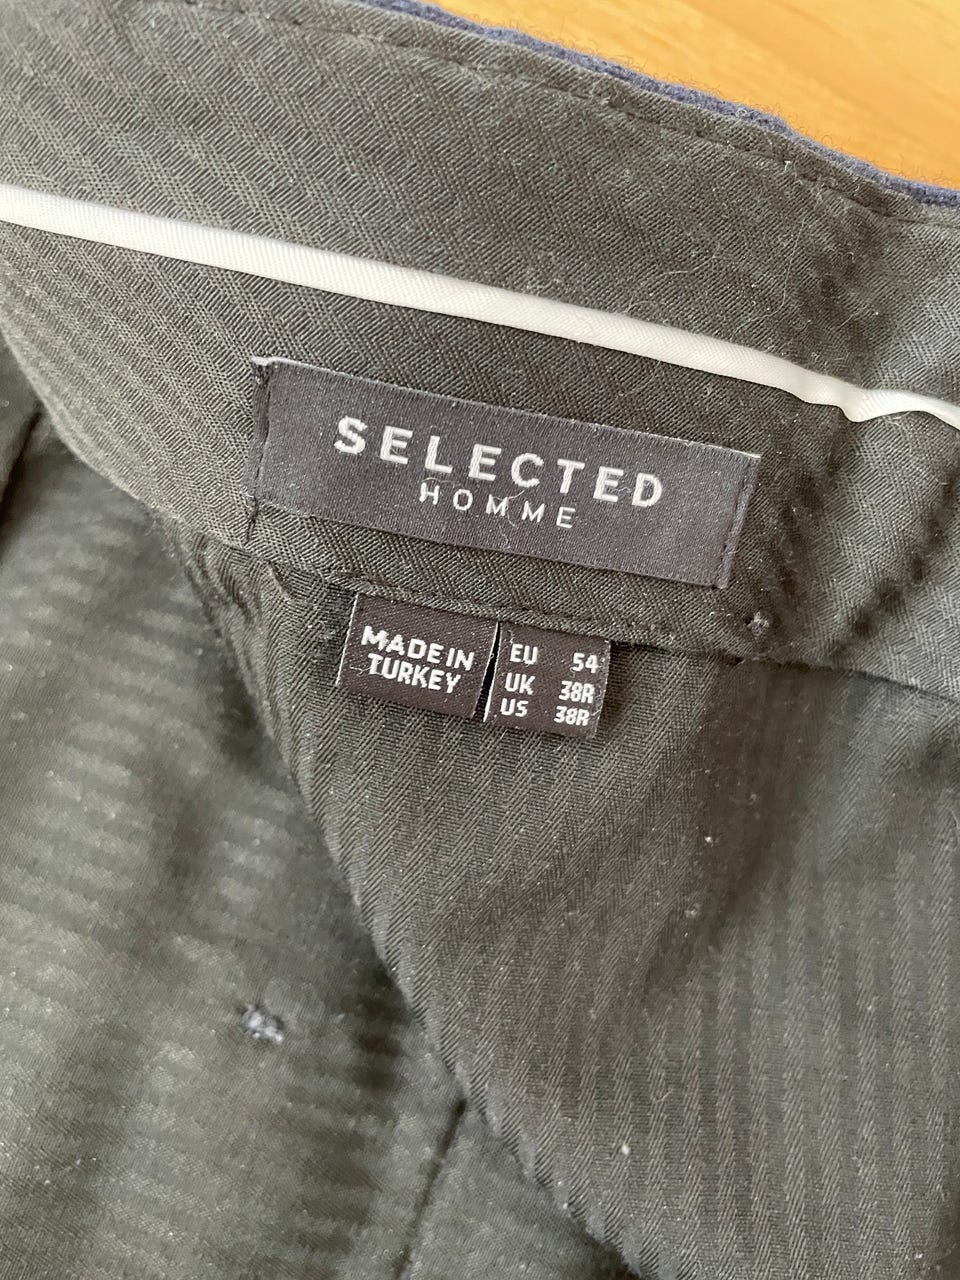 SELECTED
HOMME
MADE IN
TURKEY
EU 54
UK 38R
US 38R